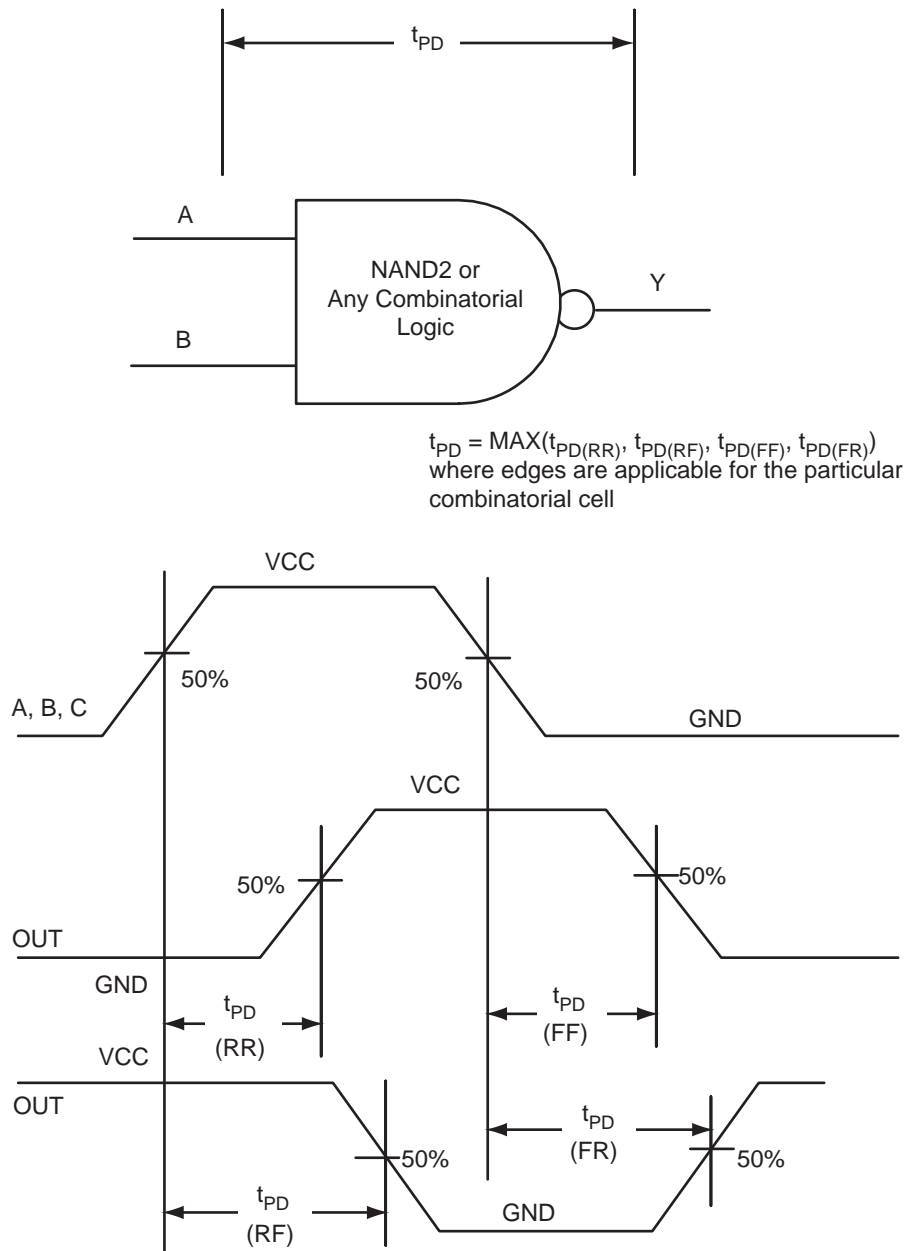 tPD
A
NAND2 or
Any Combinatorial
Logic
Y
B
tPD = MAX(tPD(RR), tPD(RF), tPD(FF), tPD(FR))
where edges are applicable for the particular
combinatorial cell
VCC
50%
50%
A, B, C
GND
VCC
50%
50%
OUT
GND
tPD
(RR)
tPD
(FF)
VCC
OUT
tPD
(FR)
50%
50%
tPD
(RF)
GND